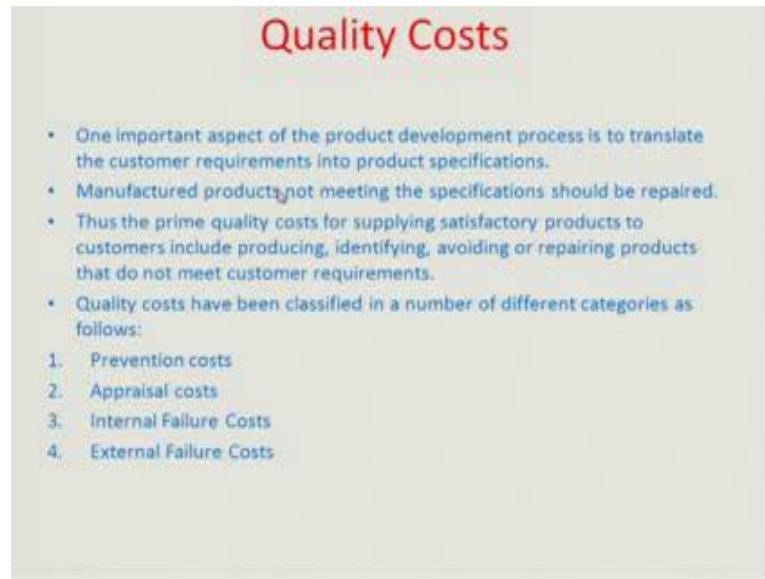 Quality Costs
• One important aspect of the product development process is to translate
the customer requirements into product specifications.
• Manufactured products not meeting the specifications should be repaired.
• Thus the prime quality costs for supplying satisfactory products to
customers include producing, identifying, avoiding or repairing products
that do not meet customer requirements.
• Quality costs have been classified in a number of different categories as
follows:
1. Prevention costs
2. Appraisal costs
3. Internal Failure Costs
4. External Failure Costs